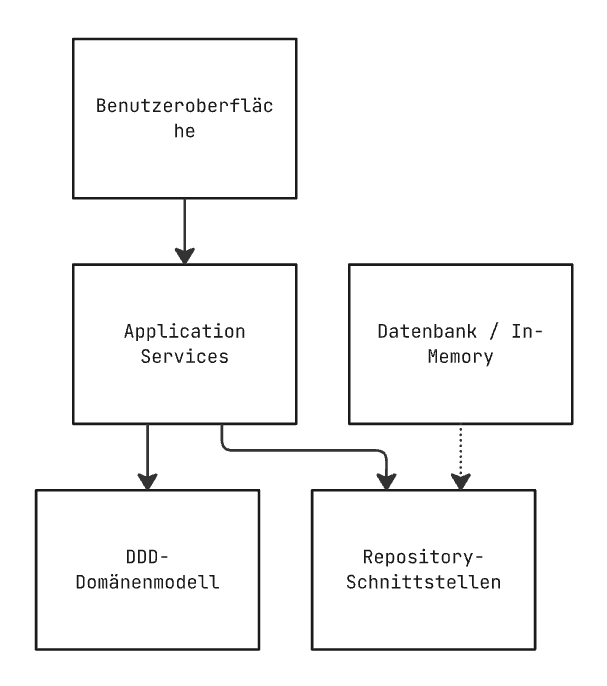 Benutzeroberfläc
he
Application
Services
Datenbank / In-
Memory
DDD-
Domänenmodell
Repository-
Schnittstellen